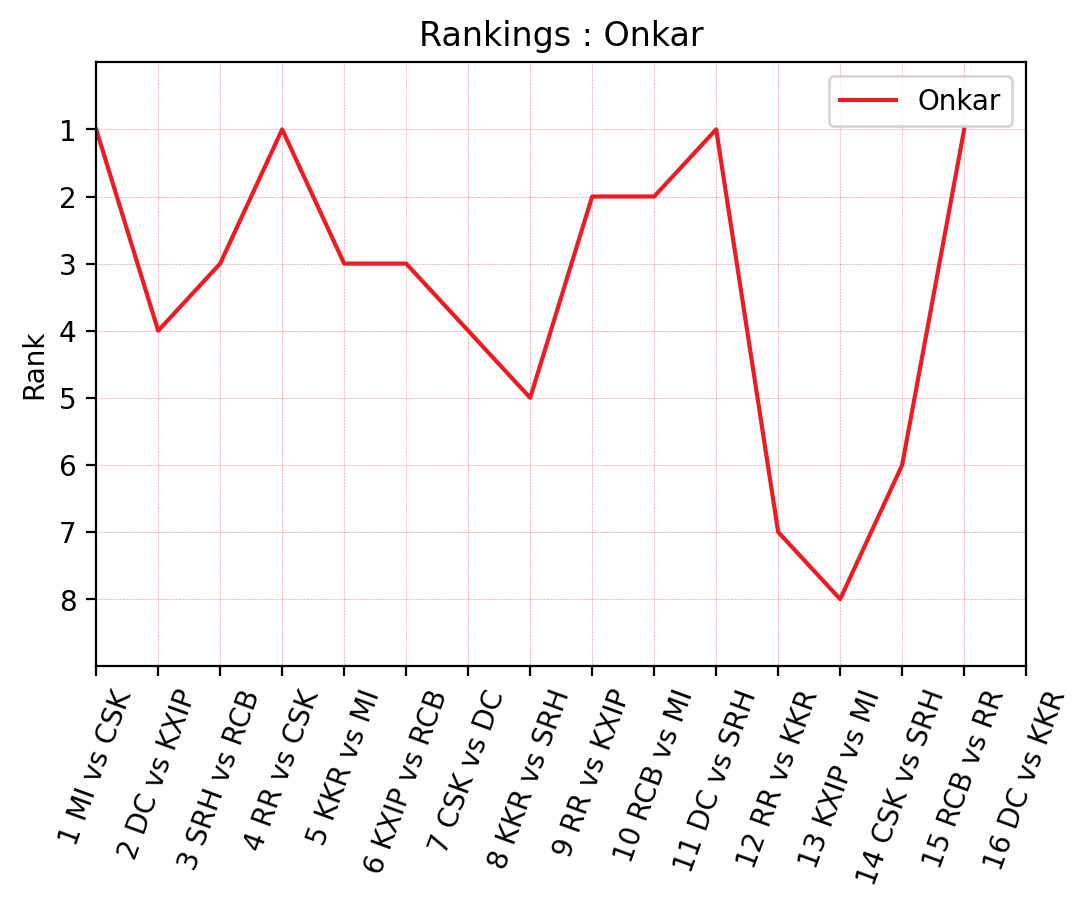 Rankings : Onkar
Onkar
Rank
1
2
3
4
5
6
7
8
1 MI vs CSK
2 DC vs KXIP
3 SRH vs RCB
4 RR vs CSK
5 KKR vs MI
6 KXIP vs RCB
7 CSK vs DC
8 KKR vs SRH
9 RR vs KXIP
10 RCB vs MI
11 DC vs SRH
12 RR vs KKR
13 KXIP vs MI
14 CSK vs SRH
15 RCB vs RR
16 DC vs KKR